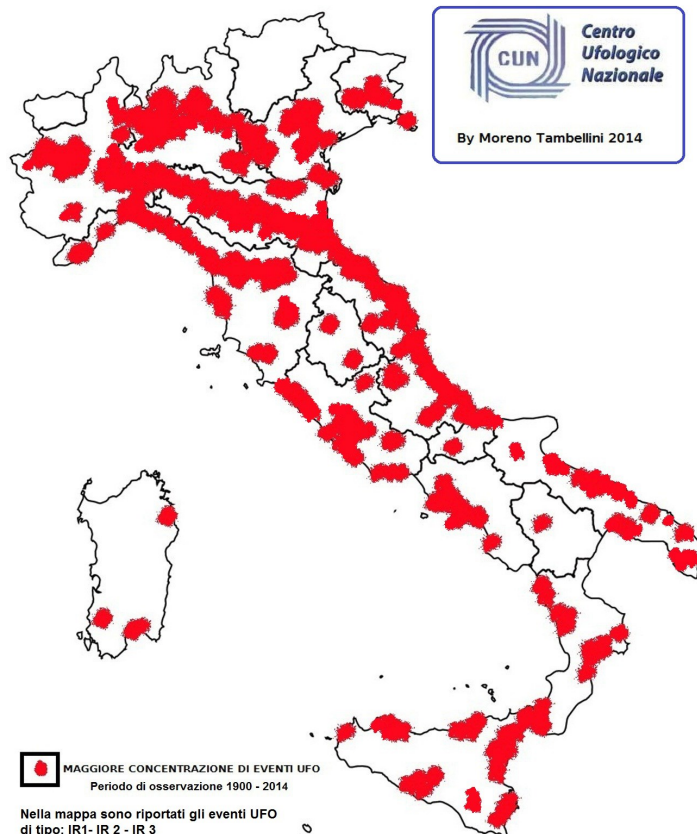 CUN
Centro
Ufologico
Nazionale
By Moreno Tambellini 2014
MAGGIORE CONCENTRAZIONE DI EVENTI UFO
Periodo di osservazione 1900 - 2014
Nella mappa sono riportati gli eventi UFO
di tipo: IR1- IR 2 - IR 3